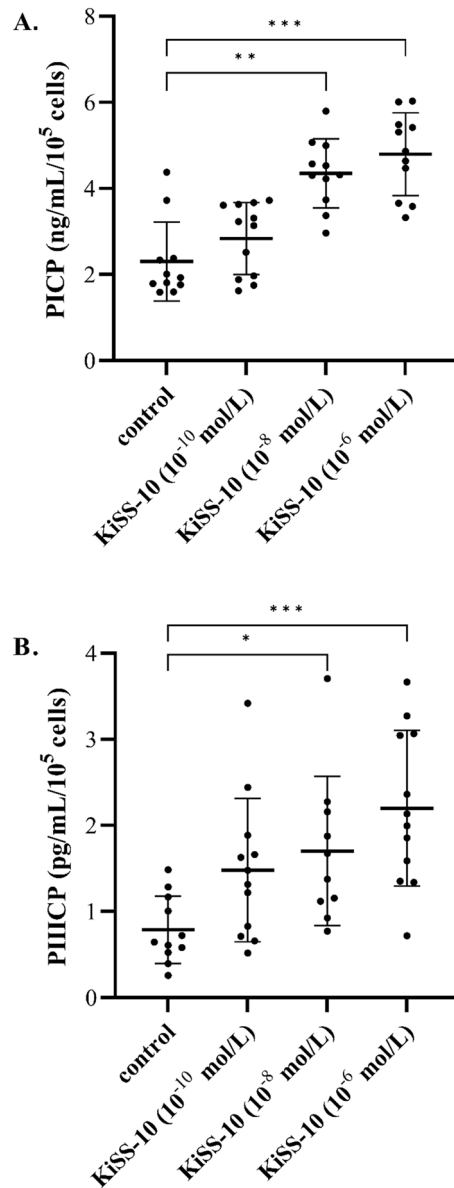 A.
PICP (ng/mL/10⁵ cells)
8
6
4
2
0
***
**
control
KiSS-10 (10⁻¹⁰ mol/L)
KiSS-10 (10⁻⁸ mol/L)
KiSS-10 (10⁻⁶ mol/L)
B.
PIIICP (pg/mL/10⁵ cells)
4
3
2
1
0
***
*
control
KiSS-10 (10⁻¹⁰ mol/L)
KiSS-10 (10⁻⁸ mol/L)
KiSS-10 (10⁻⁶ mol/L)